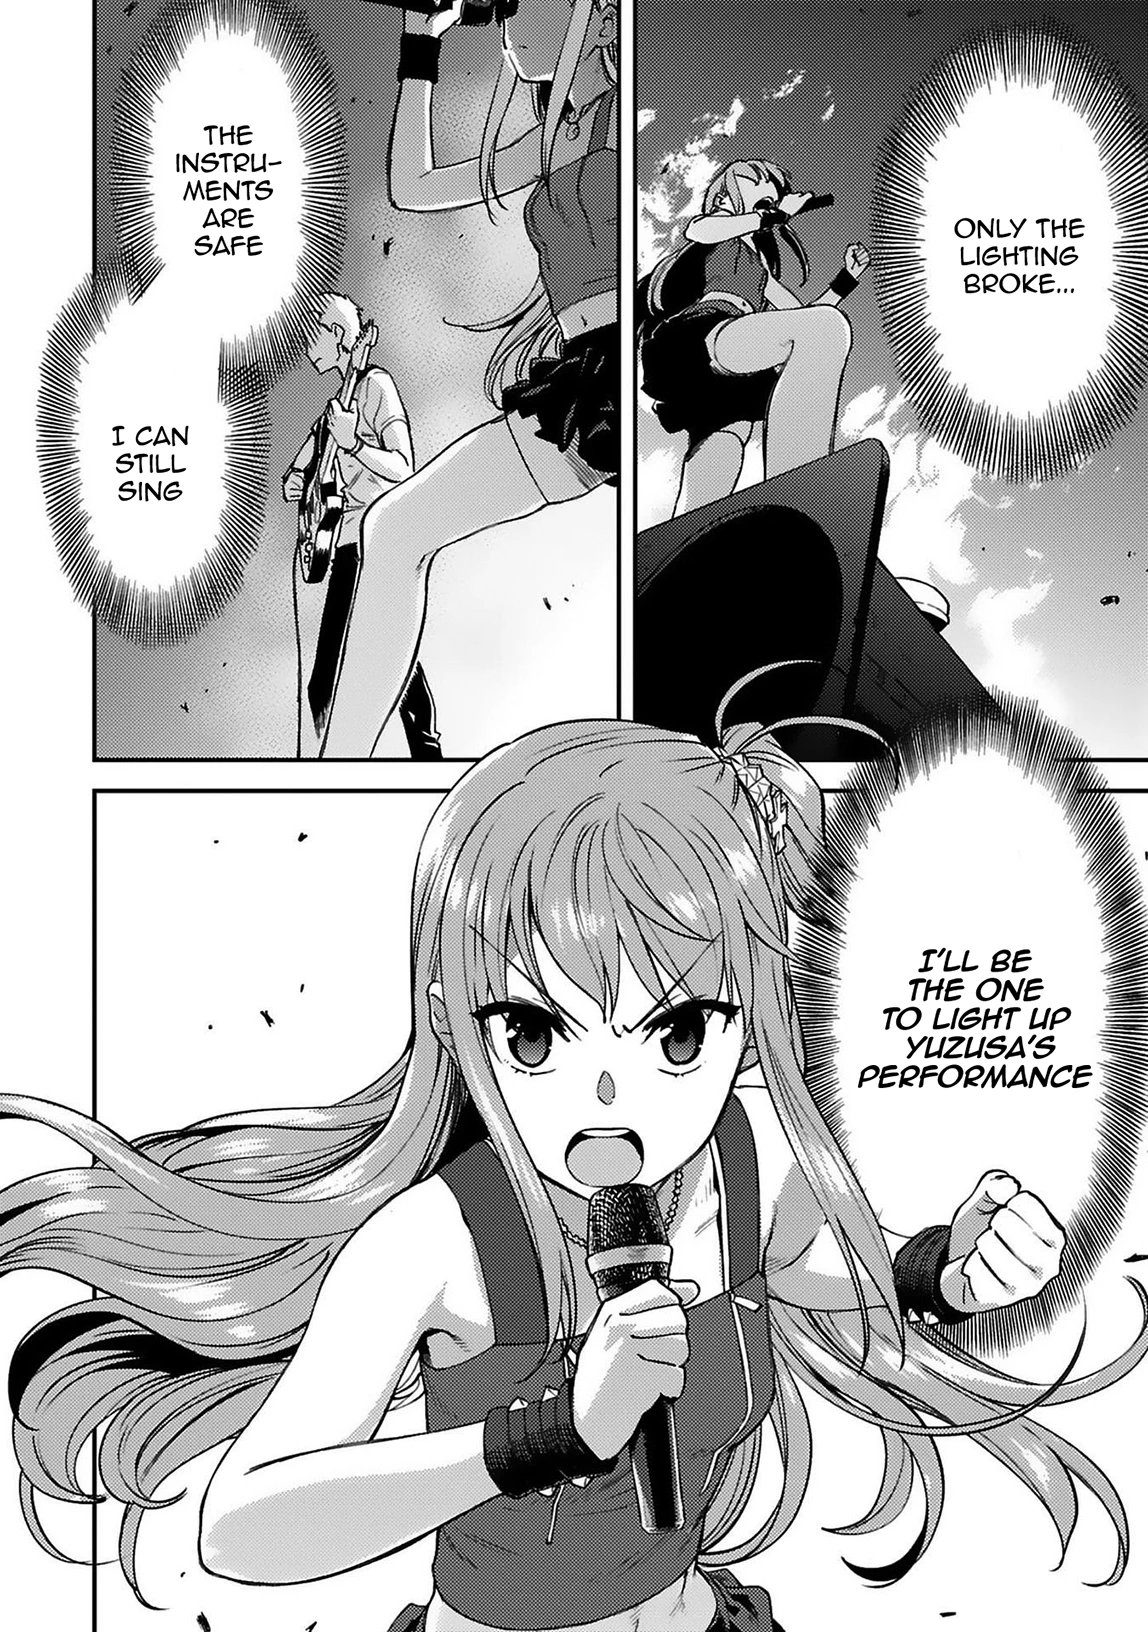 ONLY THE
LIGHTING
BROKE...
THE
INSTRU-
MENTS
ARE
SAFE
I CAN
STILL
SING
I'LL BE
THE ONE
TO LIGHT UP
YUZUSA'S
PERFORMANCE